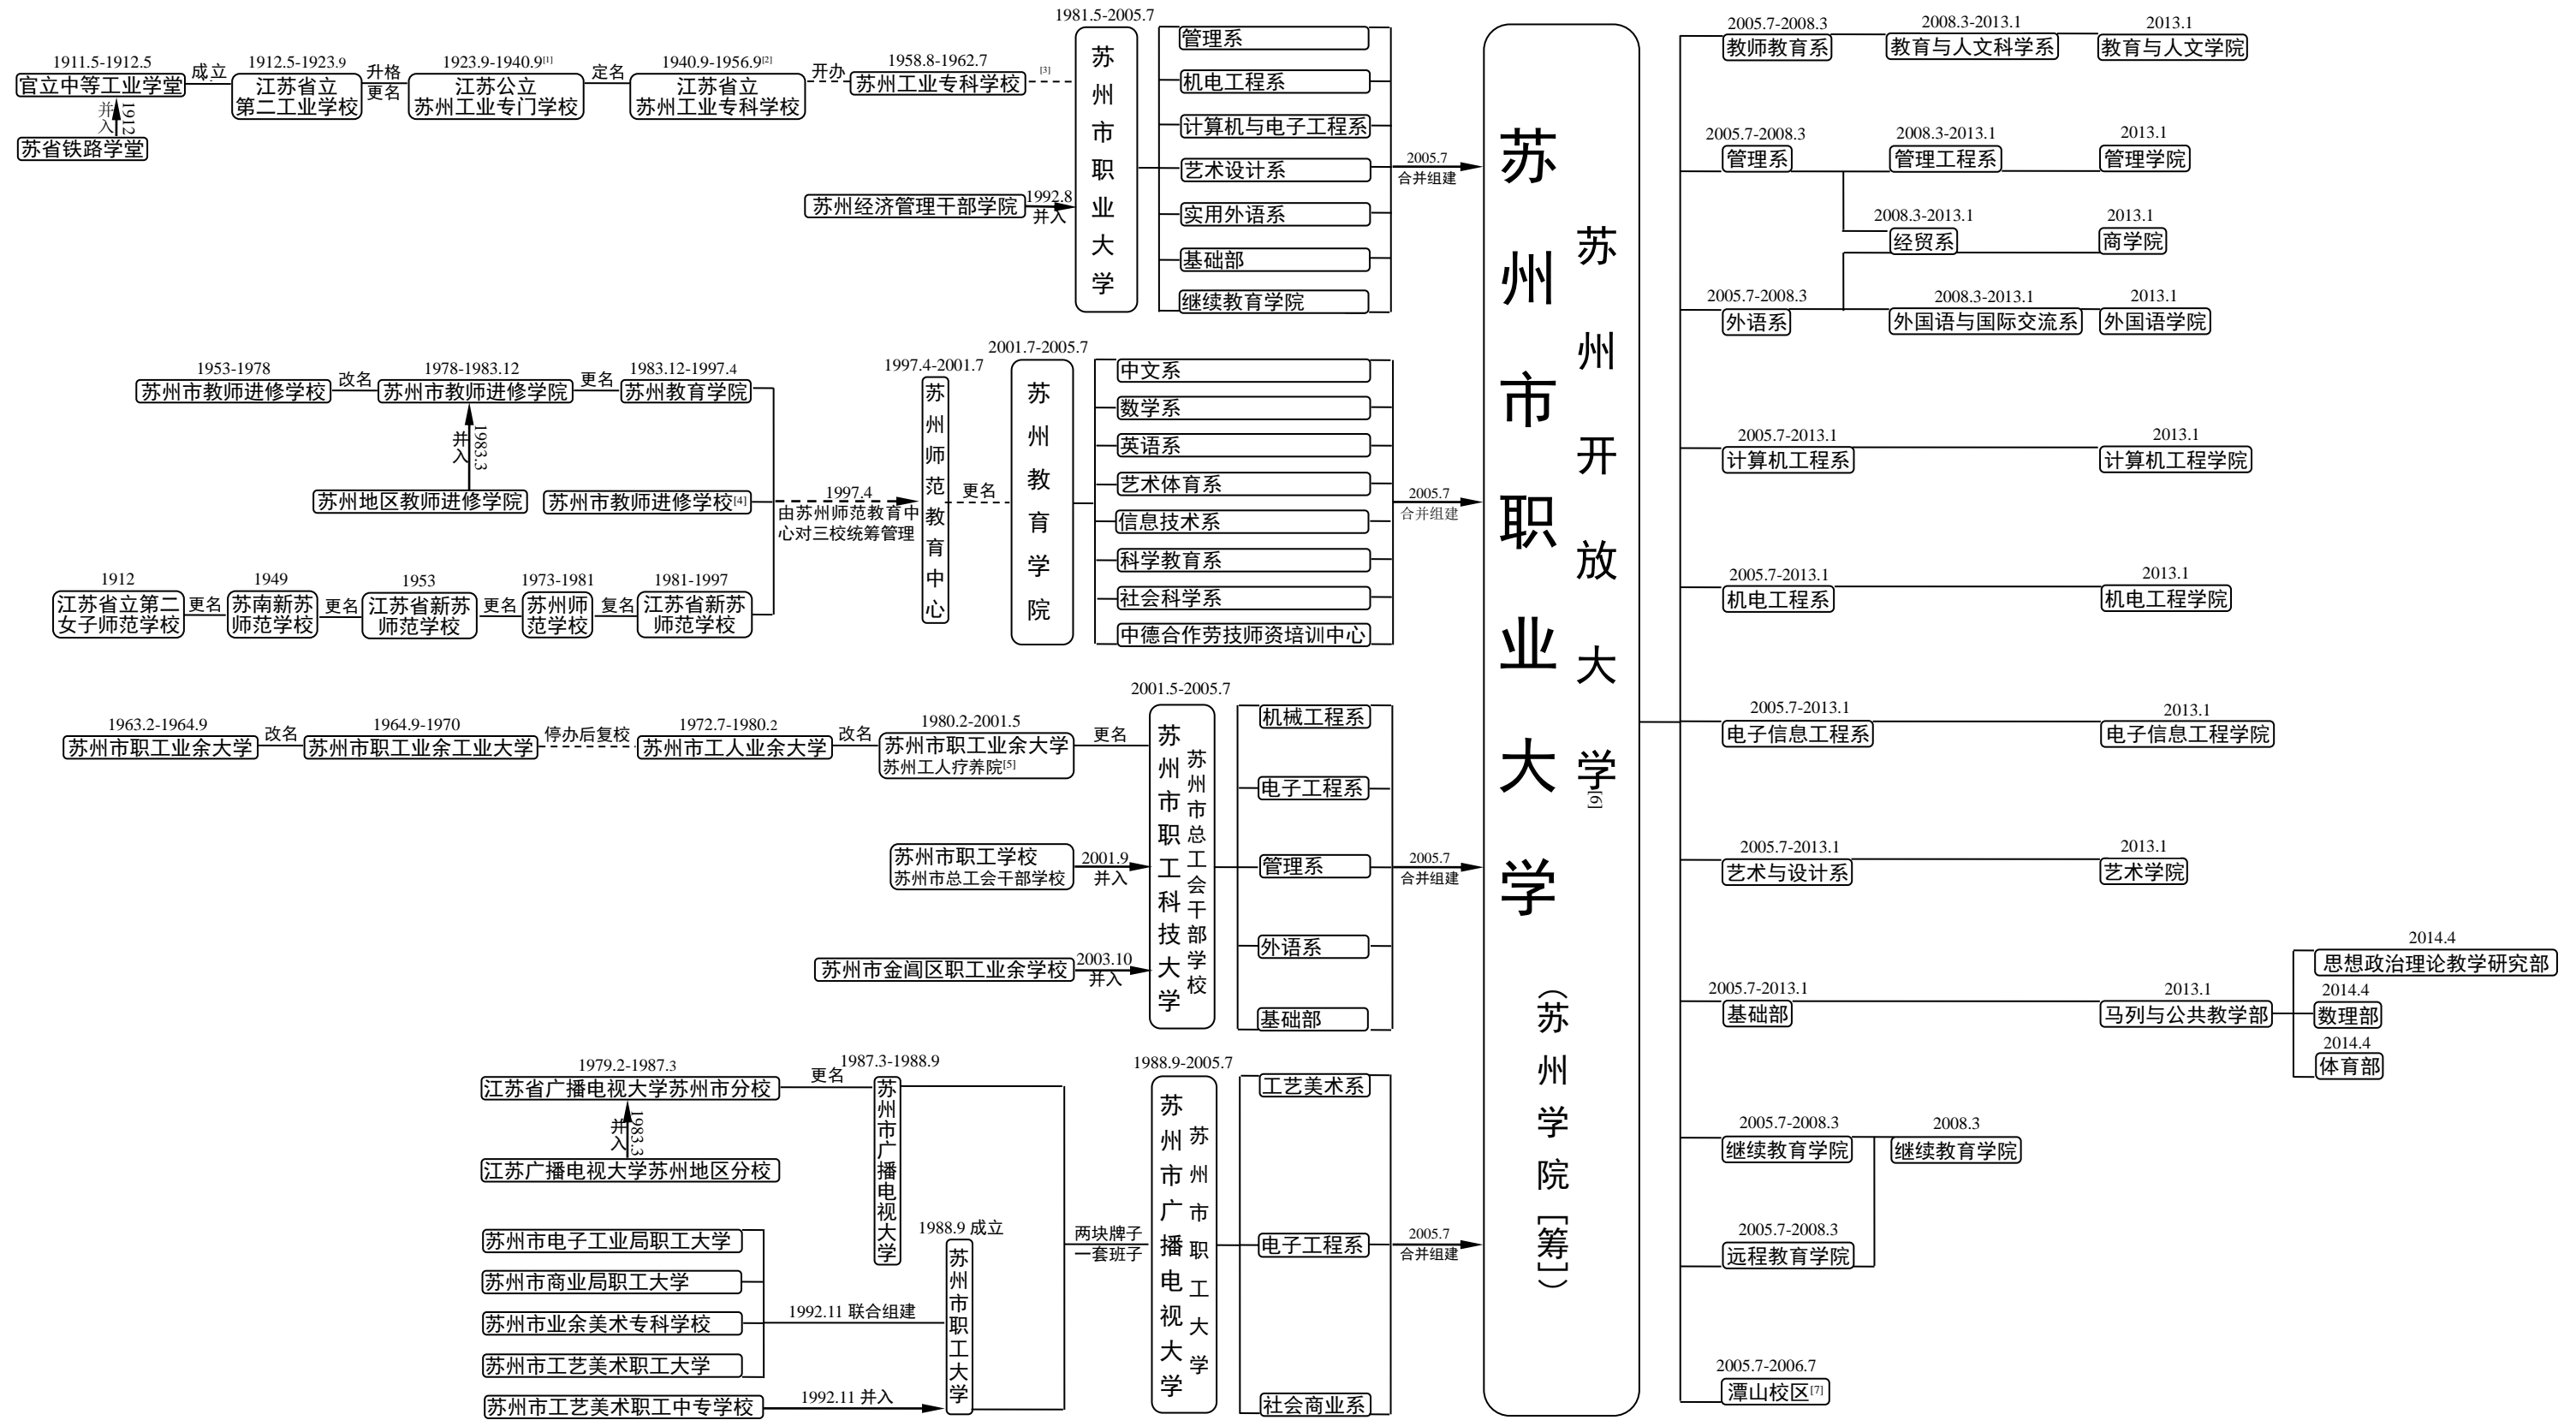 1911.5-1912.5
官立中等工业学堂
成立
1912.5-1923.9
江苏省立
第二工业学校
升格
更名
1923.9-1940.9[1]
江苏公立
苏州工业专门学校
定名
1940.9-1956.9[2]
江苏省立
苏州工业专科学校
开办
1958.8-1962.7
苏州工业专科学校
[3]
并入
1912
苏省铁路学堂
苏州经济管理干部学院
1992.8
并入
1981.5-2005.7
苏州市职业大学
管理系
机电工程系
计算机与电子工程系
艺术设计系
实用外语系
基础部
继续教育学院
2005.7
合并组建
1953-1978
苏州市教师进修学校
改名
1978-1983.12
苏州市教师进修学院
更名
1983.12-1997.4
苏州教育学院
并入
1983.3
苏州地区教师进修学院
苏州市教师进修学校[4]
1912
江苏省立第二
女子师范学校
更名
1949
苏南新苏
师范学校
更名
1953
江苏省新苏
师范学校
更名
1973-1981
苏州师
范学校
复名
1981-1997
江苏省新苏
师范学校
1997.4
由苏州师范教育中
心对三校统筹管理
1997.4-2001.7
苏州师范教育中心
更名
2001.7-2005.7
苏州教育学院
中文系
数学系
英语系
艺术体育系
信息技术系
科学教育系
社会科学系
中德合作劳技师资培训中心
2005.7
合并组建
1963.2-1964.9
苏州市职工业余大学
改名
1964.9-1970
苏州市职工业余工业大学
停办后复校
1972.7-1980.2
苏州市工人业余大学
改名
1980.2-2001.5
苏州市职工业余大学
苏州工人疗养院[5]
更名
苏州市职工学校
苏州市总工会干部学校
2001.9
并入
苏州市金阊区职工业余学校
2003.10
并入
2001.5-2005.7
苏州市职工科技大学
苏州市总工会干部学校
机械工程系
电子工程系
管理系
外语系
基础部
2005.7
合并组建
1979.2-1987.3
江苏省广播电视大学苏州市分校
更名
1987.3-1988.9
苏州市广播电视大学
并入
1983.3
江苏广播电视大学苏州地区分校
苏州市电子工业局职工大学
苏州市商业局职工大学
苏州市业余美术专科学校
苏州市工艺美术职工大学
1992.11 联合组建
苏州市工艺美术职工中专学校
1992.11 并入
1988.9 成立
苏州市职工大学
两块牌子
一套班子
1988.9-2005.7
苏州市广播电视大学
苏州市职工大学
工艺美术系
电子工程系
社会商业系
2005.7
合并组建
苏州市职业大学
苏州开放大学[6]
（苏州学院[筹]）
2005.7-2008.3
教师教育系
2008.3-2013.1
教育与人文科学系
2013.1
教育与人文学院
2005.7-2008.3
管理系
2008.3-2013.1
管理工程系
2013.1
管理学院
2008.3-2013.1
经贸系
2013.1
商学院
2005.7-2008.3
外语系
2008.3-2013.1
外国语与国际交流系
2013.1
外国语学院
2005.7-2013.1
计算机工程系
2013.1
计算机工程学院
2005.7-2013.1
机电工程系
2013.1
机电工程学院
2005.7-2013.1
电子信息工程系
2013.1
电子信息工程学院
2005.7-2013.1
艺术与设计系
2013.1
艺术学院
2005.7-2013.1
基础部
2013.1
马列与公共教学部
2014.4
思想政治理论教学研究部
2014.4
数理部
2014.4
体育部
2005.7-2008.3
继续教育学院
2008.3
继续教育学院
2005.7-2008.3
远程教育学院
2005.7-2006.7
潭山校区[7]